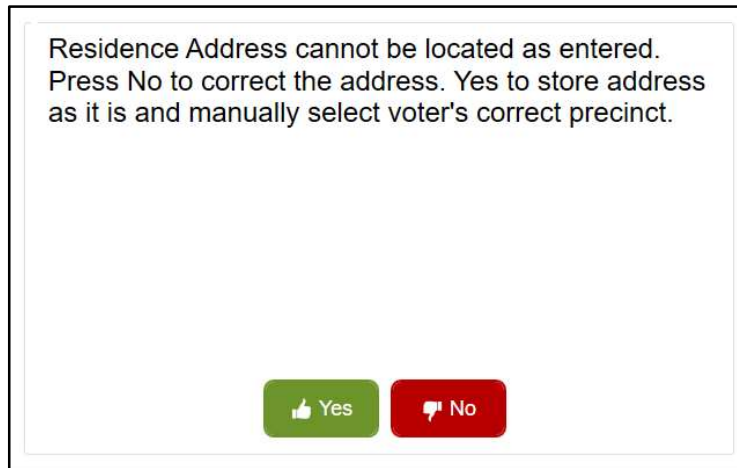 Residence Address cannot be located as entered.
Press No to correct the address. Yes to store address
as it is and manually select voter's correct precinct.
Yes No